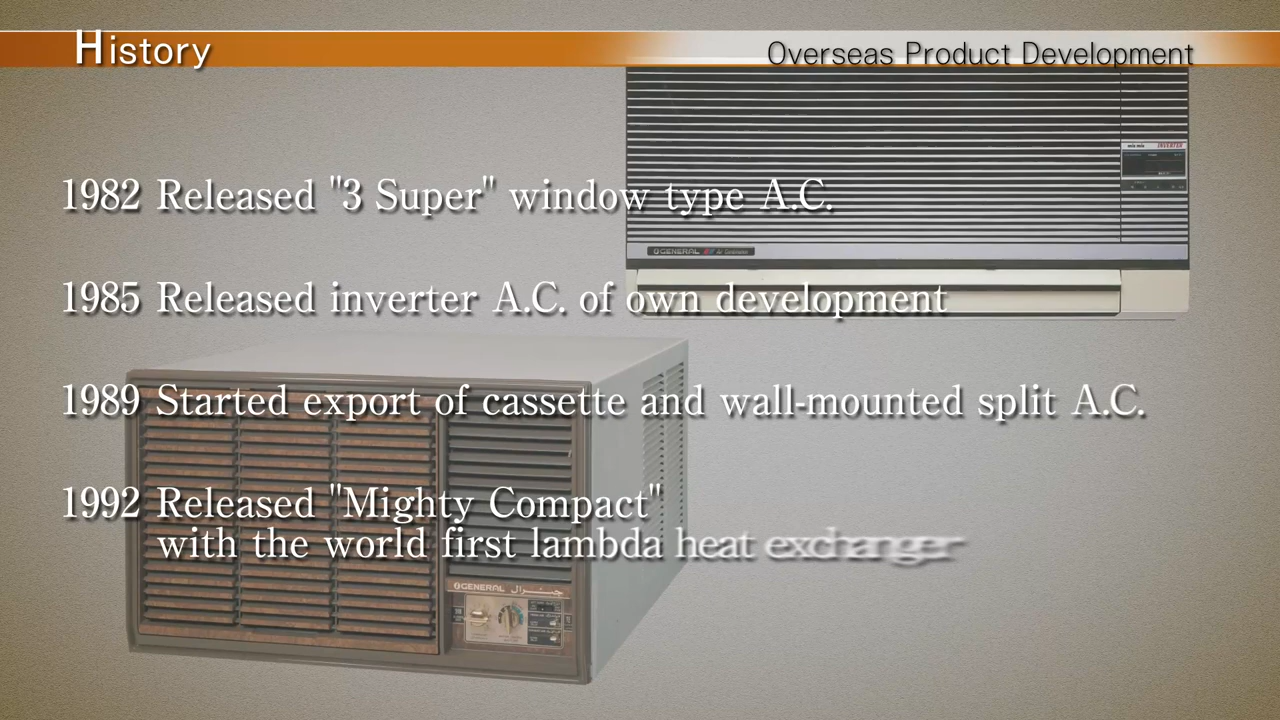 History
Overseas Product Development
INVERTER
1982 Released "3 Super" window type A.C.
GENERAL
1985 Released inverter A.C. of own development
1989 Started export of cassette and wall-mounted split A.C.
1992 Released "Mighty Compact"
with the world first lambda heat exchanger
GENERAL جنرال